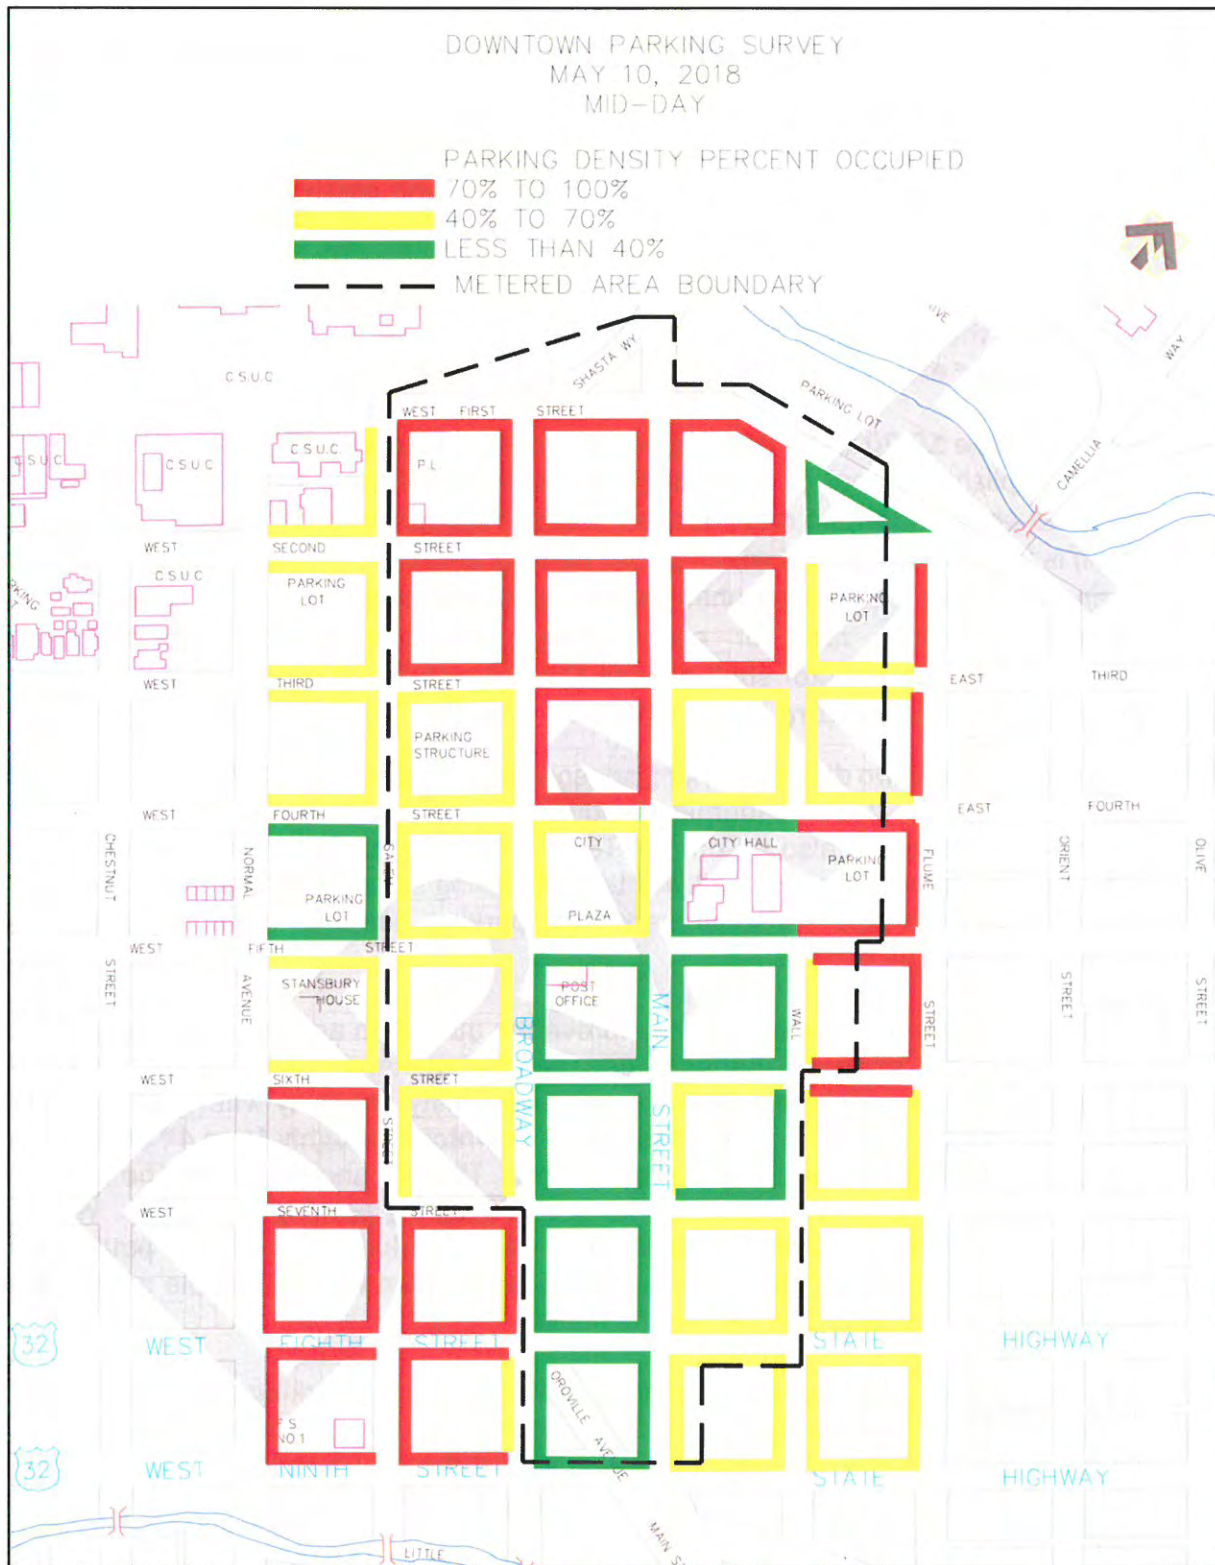 DOWNTOWN PARKING SURVEY
MAY 10, 2018
MID-DAY
PARKING DENSITY PERCENT OCCUPIED
70% TO 100%
40% TO 70%
LESS THAN 40%
METERED AREA BOUNDARY
SHASTA WY
WAY
C.S.U.C.
PARKING LOT
WEST FIRST STREET
C.S.U.C.
C.S.U.C.
C.S.U.C.
P.L.
CAMELLIA
WEST SECOND STREET
C.S.U.C
PARKING
LOT
PARKING
LOT
WEST THIRD STREET EAST THIRD
PARKING
STRUCTURE
WEST FOURTH STREET EAST FOURTH
CHESTNUT
STREET
NORMAL
AVENUE
PARKING
LOT
CITY
PLAZA
CITY HALL
PARKING
LOT
FLUME
STREET
ORIENT
STREET
OLIVE
STREET
WEST FIFTH STREET
STANSBURY
HOUSE
POST
OFFICE
BROADWAY
MAIN
STREET
WALL
STREET
WEST SIXTH STREET
WEST SEVENTH STREET
32 WEST EIGHTH STREET STATE HIGHWAY
F.S.
NO.1
OROVILLE AVENUE
32 WEST NINTH STREET STATE HIGHWAY
LITTLE
MAIN
DRAFT